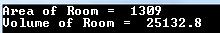 Area of Room =  1309
Volume of Room =  25132.8